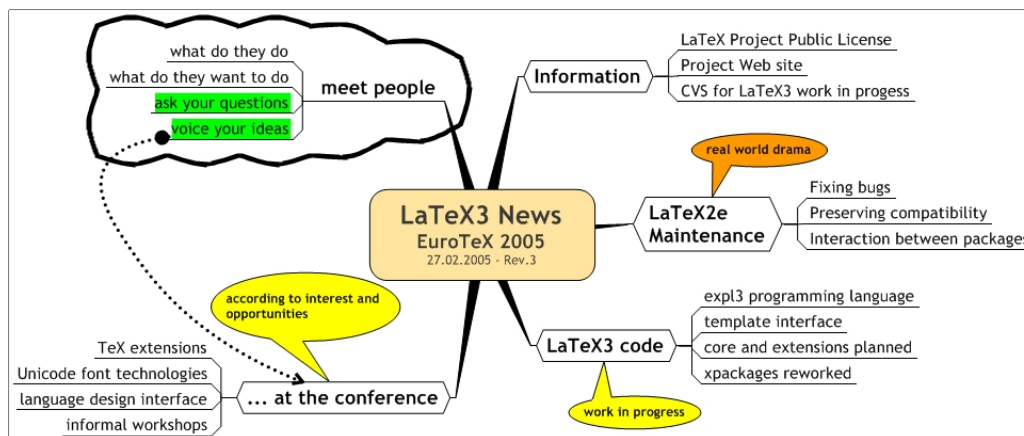 LaTeX3 News
EuroTeX 2005
27.02.2005 - Rev.3
meet people
what do they do
what do they want to do
ask your questions
voice your ideas
Information
LaTeX Project Public License
Project Web site
CVS for LaTeX3 work in progess
real world drama
LaTeX2e
Maintenance
Fixing bugs
Preserving compatibility
Interaction between packages
LaTeX3 code
expl3 programming language
template interface
core and extensions planned
xpackages reworked
work in progress
according to interest and
opportunities
... at the conference
TeX extensions
Unicode font technologies
language design interface
informal workshops